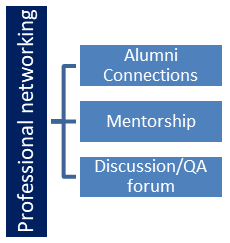 Professional networking
Alumni
Connections
Mentorship
Discussion/QA
forum